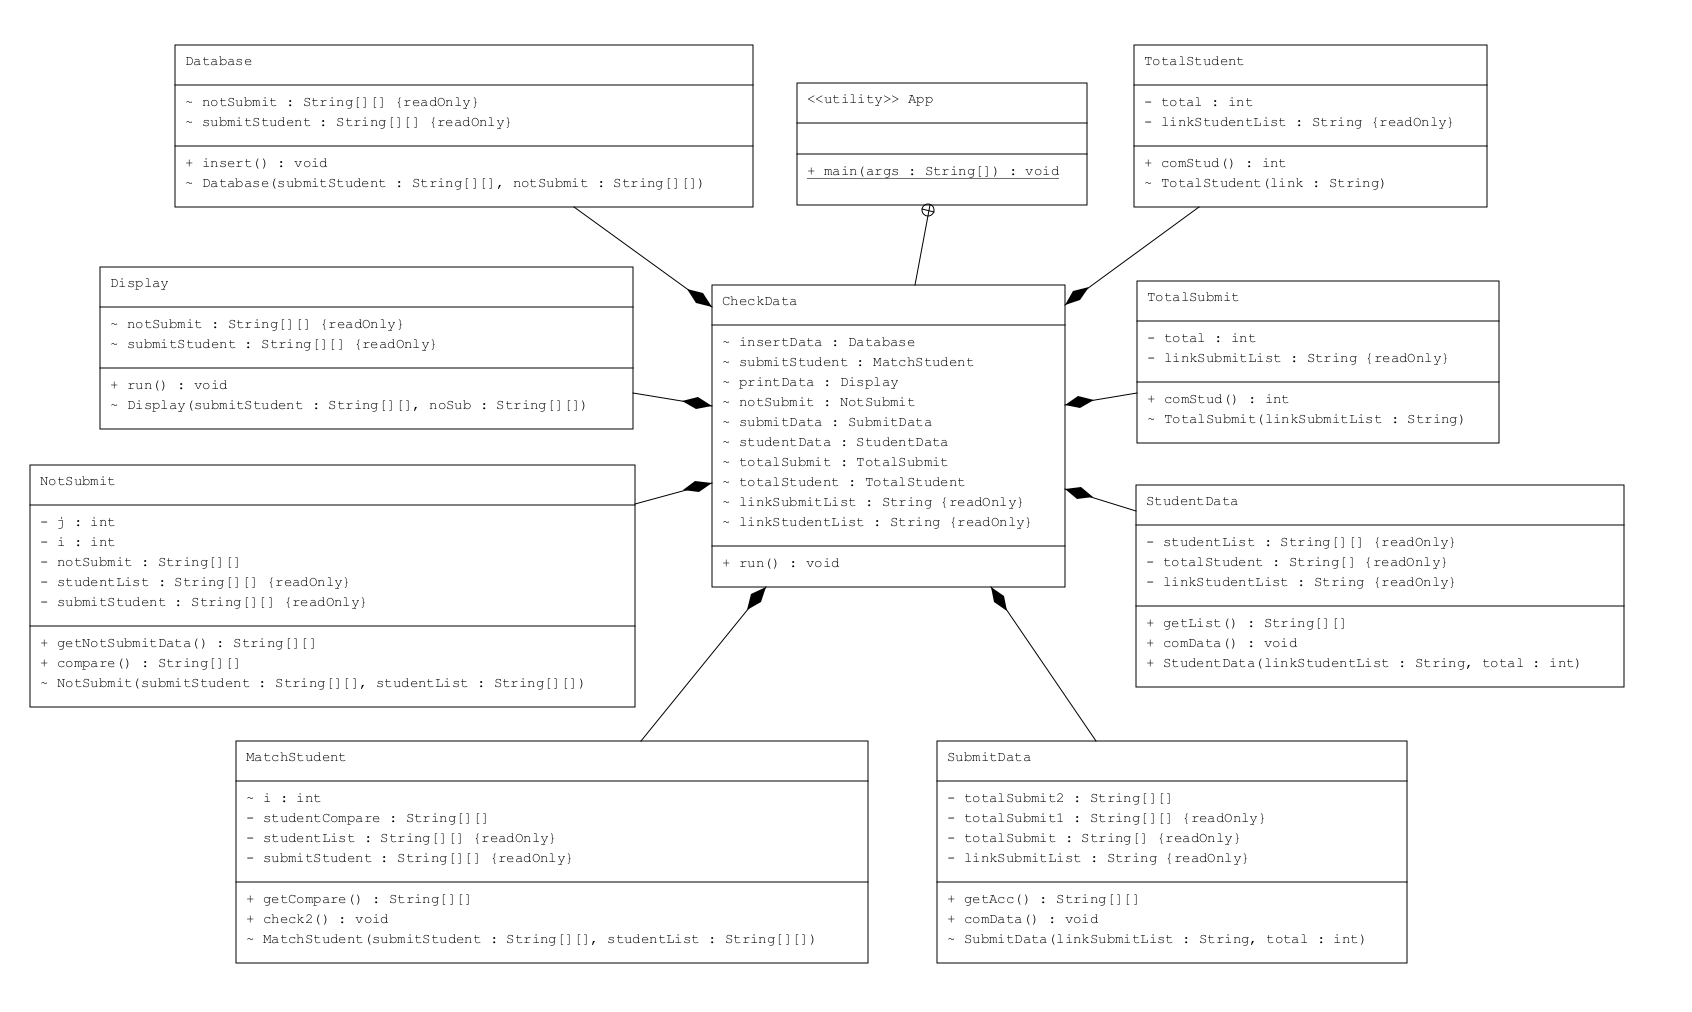 Database
~ notSubmit : String[][] {readOnly}
~ submitStudent : String[][] {readOnly}
+ insert() : void
~ Database(submitStudent : String[][], notSubmit : String[][])
<<utility>> App
+ main(args : String[]) : void
TotalStudent
- total : int
- linkStudentList : String {readOnly}
+ comStud() : int
~ TotalStudent(link : String)
Display
~ notSubmit : String[][] {readOnly}
~ submitStudent : String[][] {readOnly}
+ run() : void
~ Display(submitStudent : String[][], noSub : String[][])
CheckData
~ insertData : Database
~ submitStudent : MatchStudent
~ printData : Display
~ notSubmit : NotSubmit
~ submitData : SubmitData
~ studentData : StudentData
~ totalSubmit : TotalSubmit
~ totalStudent : TotalStudent
~ linkSubmitList : String {readOnly}
~ linkStudentList : String {readOnly}
+ run() : void
TotalSubmit
- total : int
- linkSubmitList : String {readOnly}
+ comStud() : int
~ TotalSubmit(linkSubmitList : String)
NotSubmit
- j : int
- i : int
- notSubmit : String[][]
- studentList : String[][] {readOnly}
- submitStudent : String[][] {readOnly}
+ getNotSubmitData() : String[][]
+ compare() : String[][]
~ NotSubmit(submitStudent : String[][], studentList : String[][])
StudentData
- studentList : String[][] {readOnly}
- totalStudent : String[] {readOnly}
- linkStudentList : String {readOnly}
+ getList() : String[][]
+ comData() : void
+ StudentData(linkStudentList : String, total : int)
MatchStudent
~ i : int
- studentCompare : String[][]
- studentList : String[][] {readOnly}
- submitStudent : String[][] {readOnly}
+ getCompare() : String[][]
+ check2() : void
~ MatchStudent(submitStudent : String[][], studentList : String[][])
SubmitData
- totalSubmit2 : String[][]
- totalSubmit1 : String[][] {readOnly}
- totalSubmit : String[] {readOnly}
- linkSubmitList : String {readOnly}
+ getAcc() : String[][]
+ comData() : void
~ SubmitData(linkSubmitList : String, total : int)